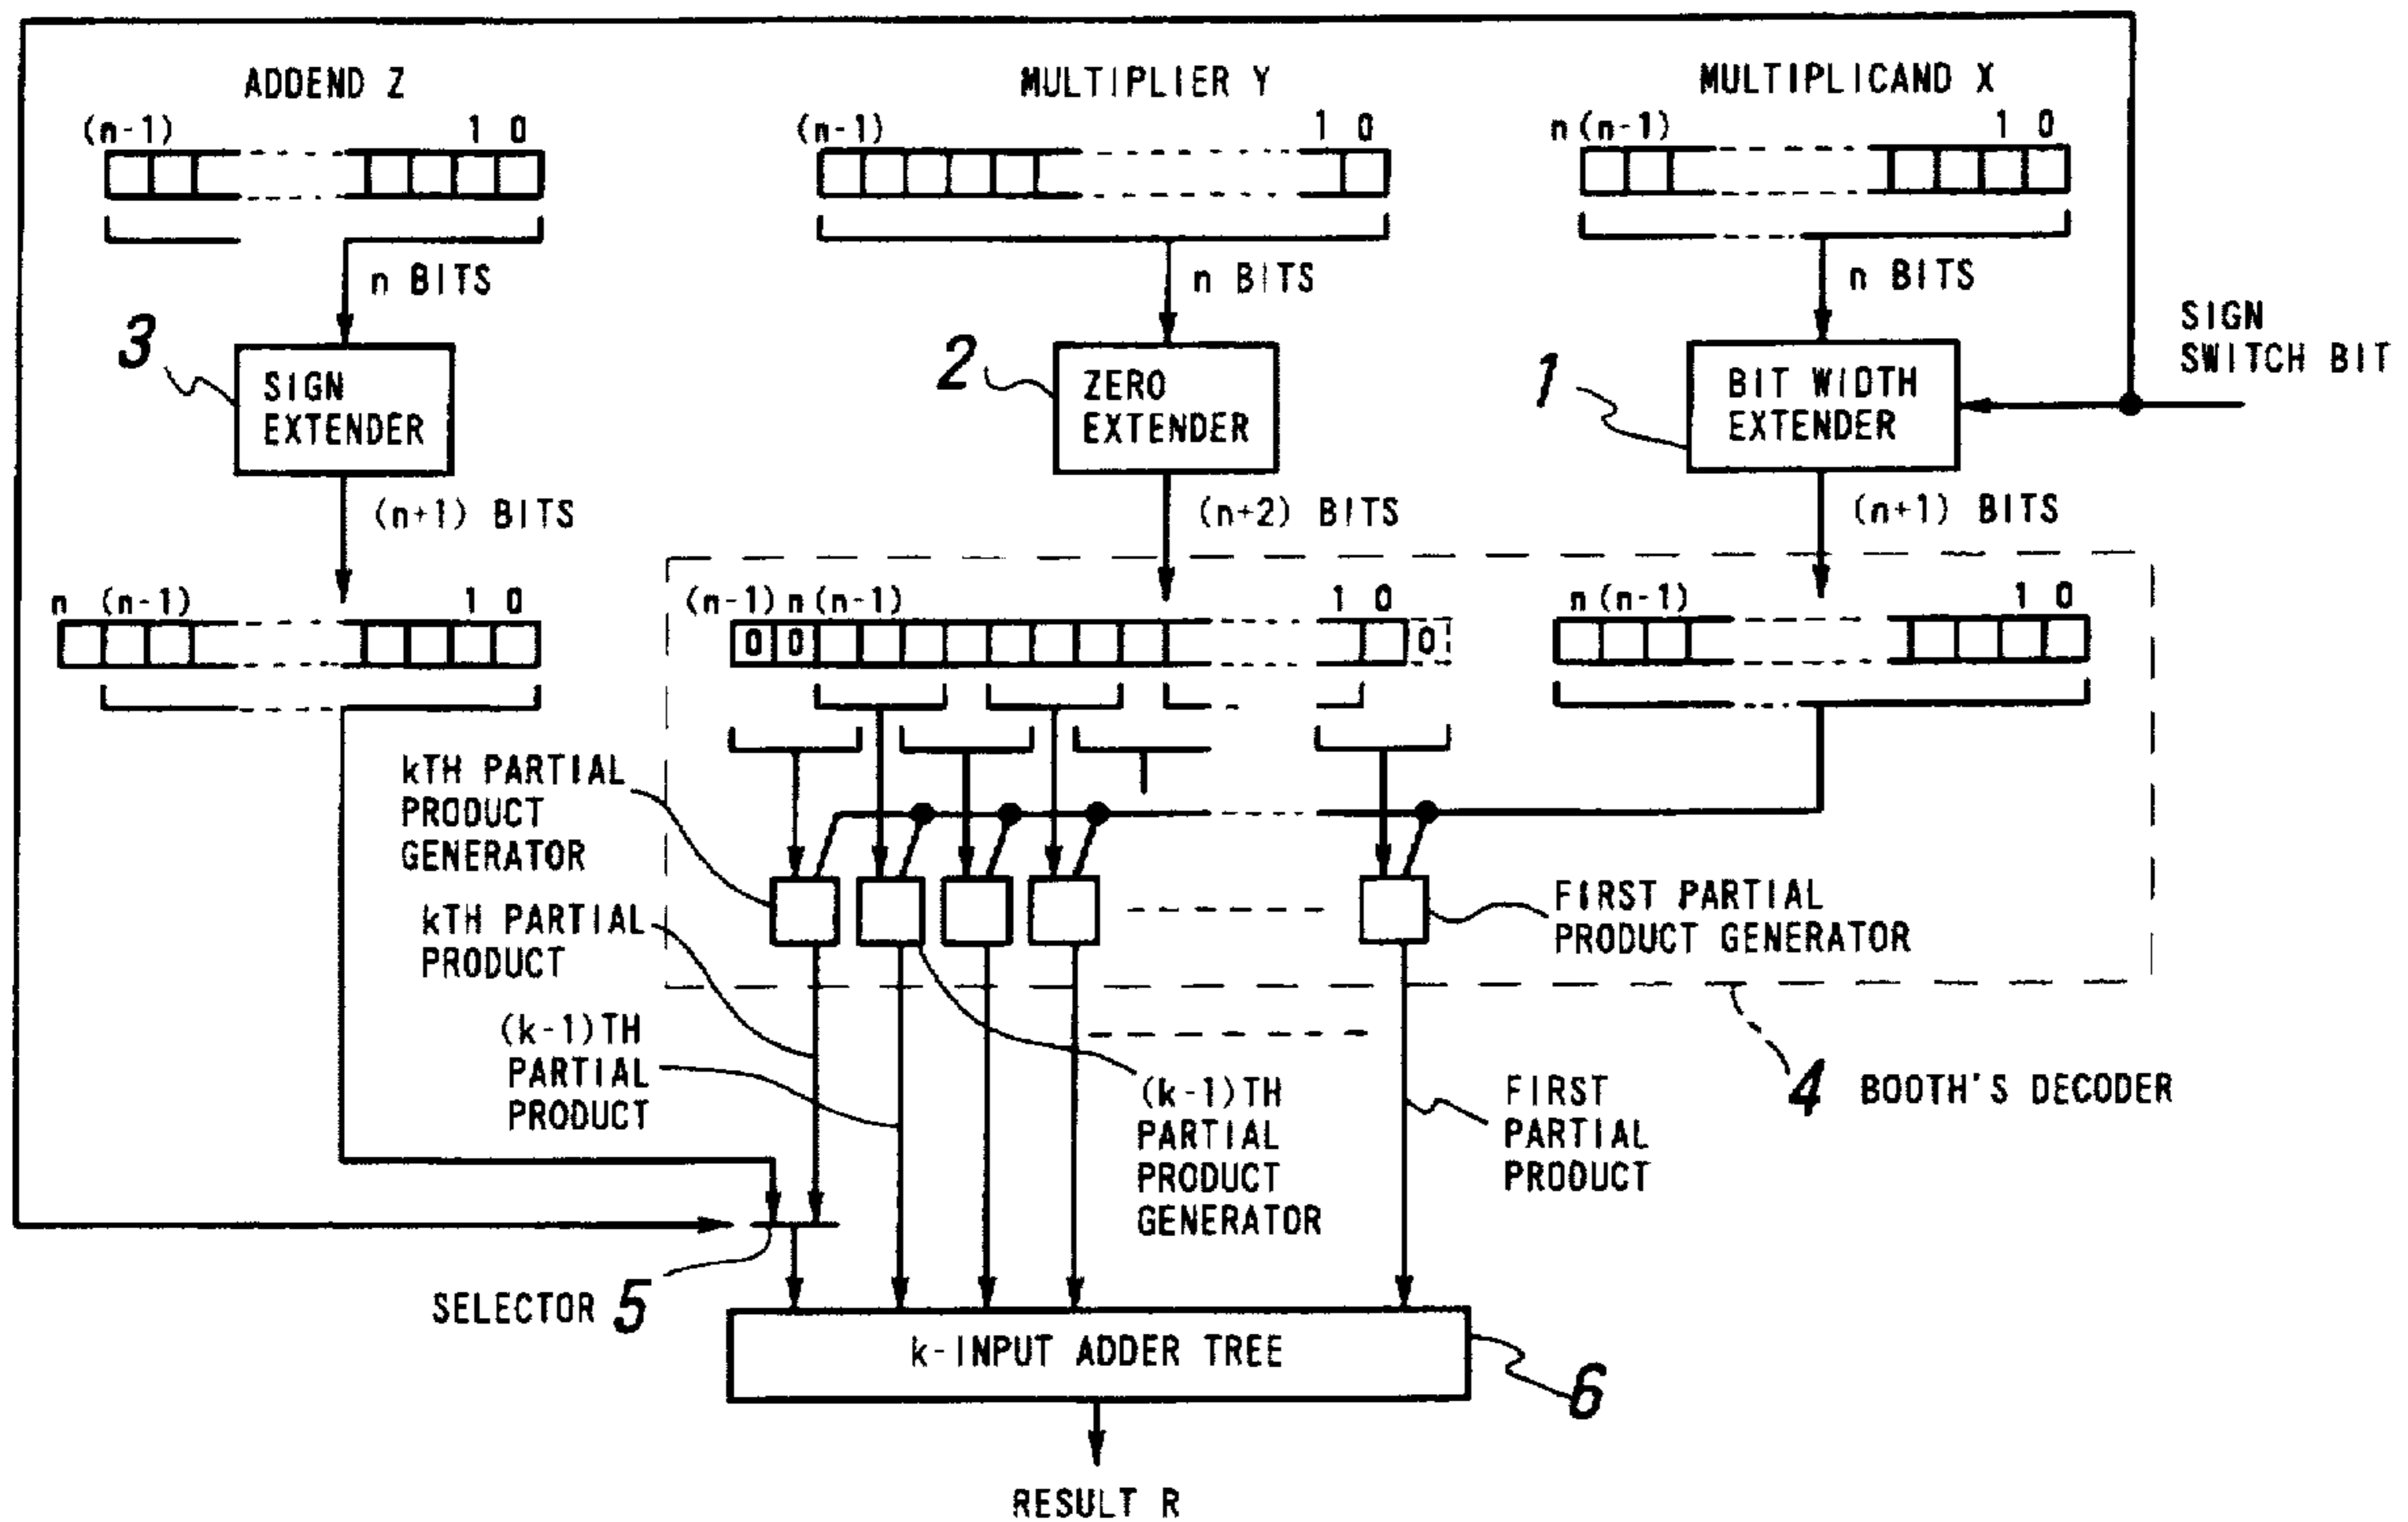 ADDEND Z
MULTIPLIER Y
MULTIPLICAND X
(n-1) 1 0
(n-1) 1 0
n (n-1) 1 0
n BITS
n BITS
n BITS
SIGN
SWITCH BIT
3
SIGN
EXTENDER
2
ZERO
EXTENDER
1
BIT WIDTH
EXTENDER
(n+1) BITS
(n+2) BITS
(n+1) BITS
n (n-1) 1 0
(n-1) n (n-1) 1 0
n (n-1) 1 0
0 0 0
kTH PARTIAL
PRODUCT
GENERATOR
kTH PARTIAL
PRODUCT
FIRST PARTIAL
PRODUCT GENERATOR
(k-1)TH
PARTIAL
PRODUCT
(k-1)TH
PARTIAL
PRODUCT
GENERATOR
FIRST
PARTIAL
PRODUCT
4 BOOTH'S DECODER
SELECTOR 5
k-INPUT ADDER TREE
6
RESULT R